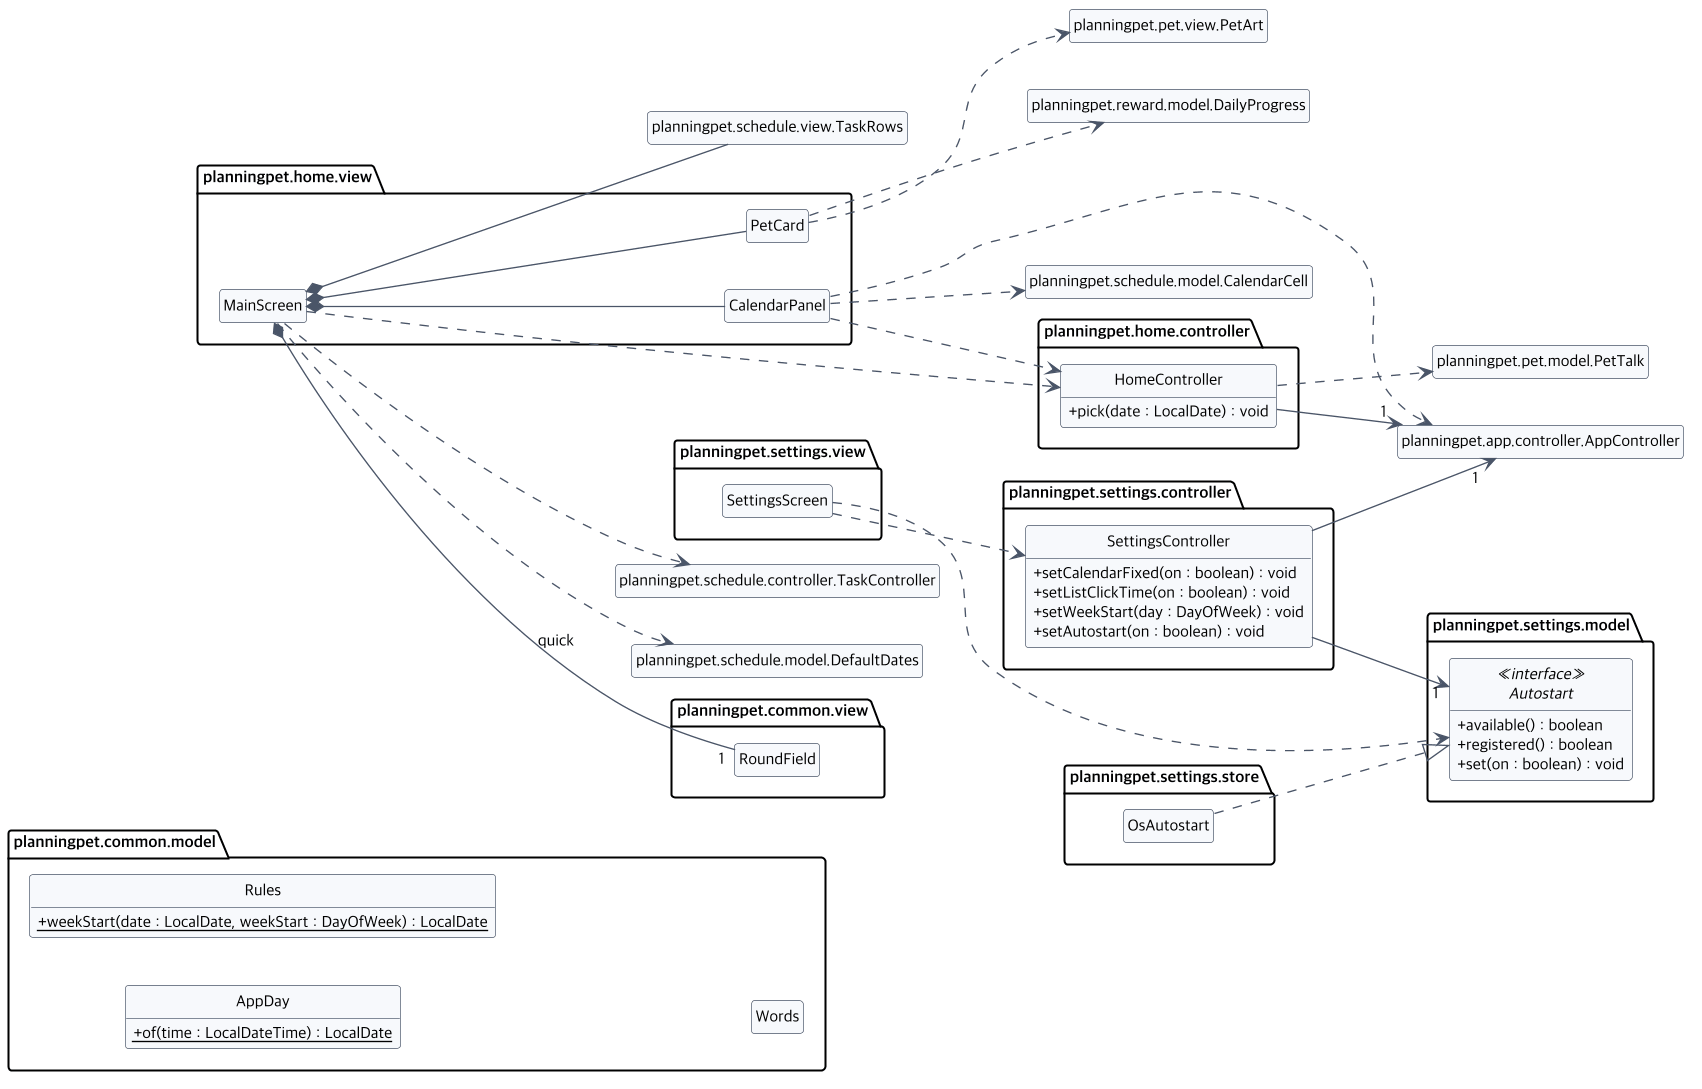 planningpet.pet.view.PetArt
planningpet.reward.model.DailyProgress
planningpet.schedule.view.TaskRows
planningpet.home.view
PetCard
MainScreen
CalendarPanel
planningpet.schedule.model.CalendarCell
planningpet.home.controller
HomeController
+pick(date : LocalDate) : void
planningpet.pet.model.PetTalk
1
planningpet.app.controller.AppController
1
planningpet.settings.view
SettingsScreen
planningpet.settings.controller
SettingsController
+setCalendarFixed(on : boolean) : void
+setListClickTime(on : boolean) : void
+setWeekStart(day : DayOfWeek) : void
+setAutostart(on : boolean) : void
planningpet.schedule.controller.TaskController
quick
planningpet.schedule.model.DefaultDates
planningpet.settings.model
≪interface≫
Autostart
1
+available() : boolean
+registered() : boolean
+set(on : boolean) : void
planningpet.common.view
1
RoundField
planningpet.settings.store
OsAutostart
planningpet.common.model
Rules
+weekStart(date : LocalDate, weekStart : DayOfWeek) : LocalDate
AppDay
+of(time : LocalDateTime) : LocalDate
Words